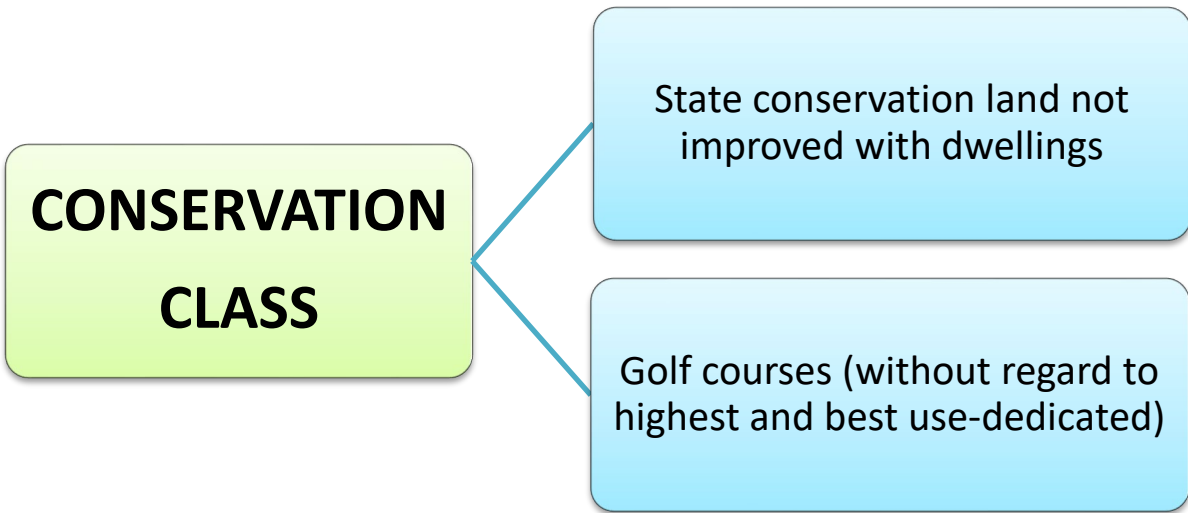 CONSERVATION
CLASS
State conservation land not
improved with dwellings
Golf courses (without regard to
highest and best use-dedicated)